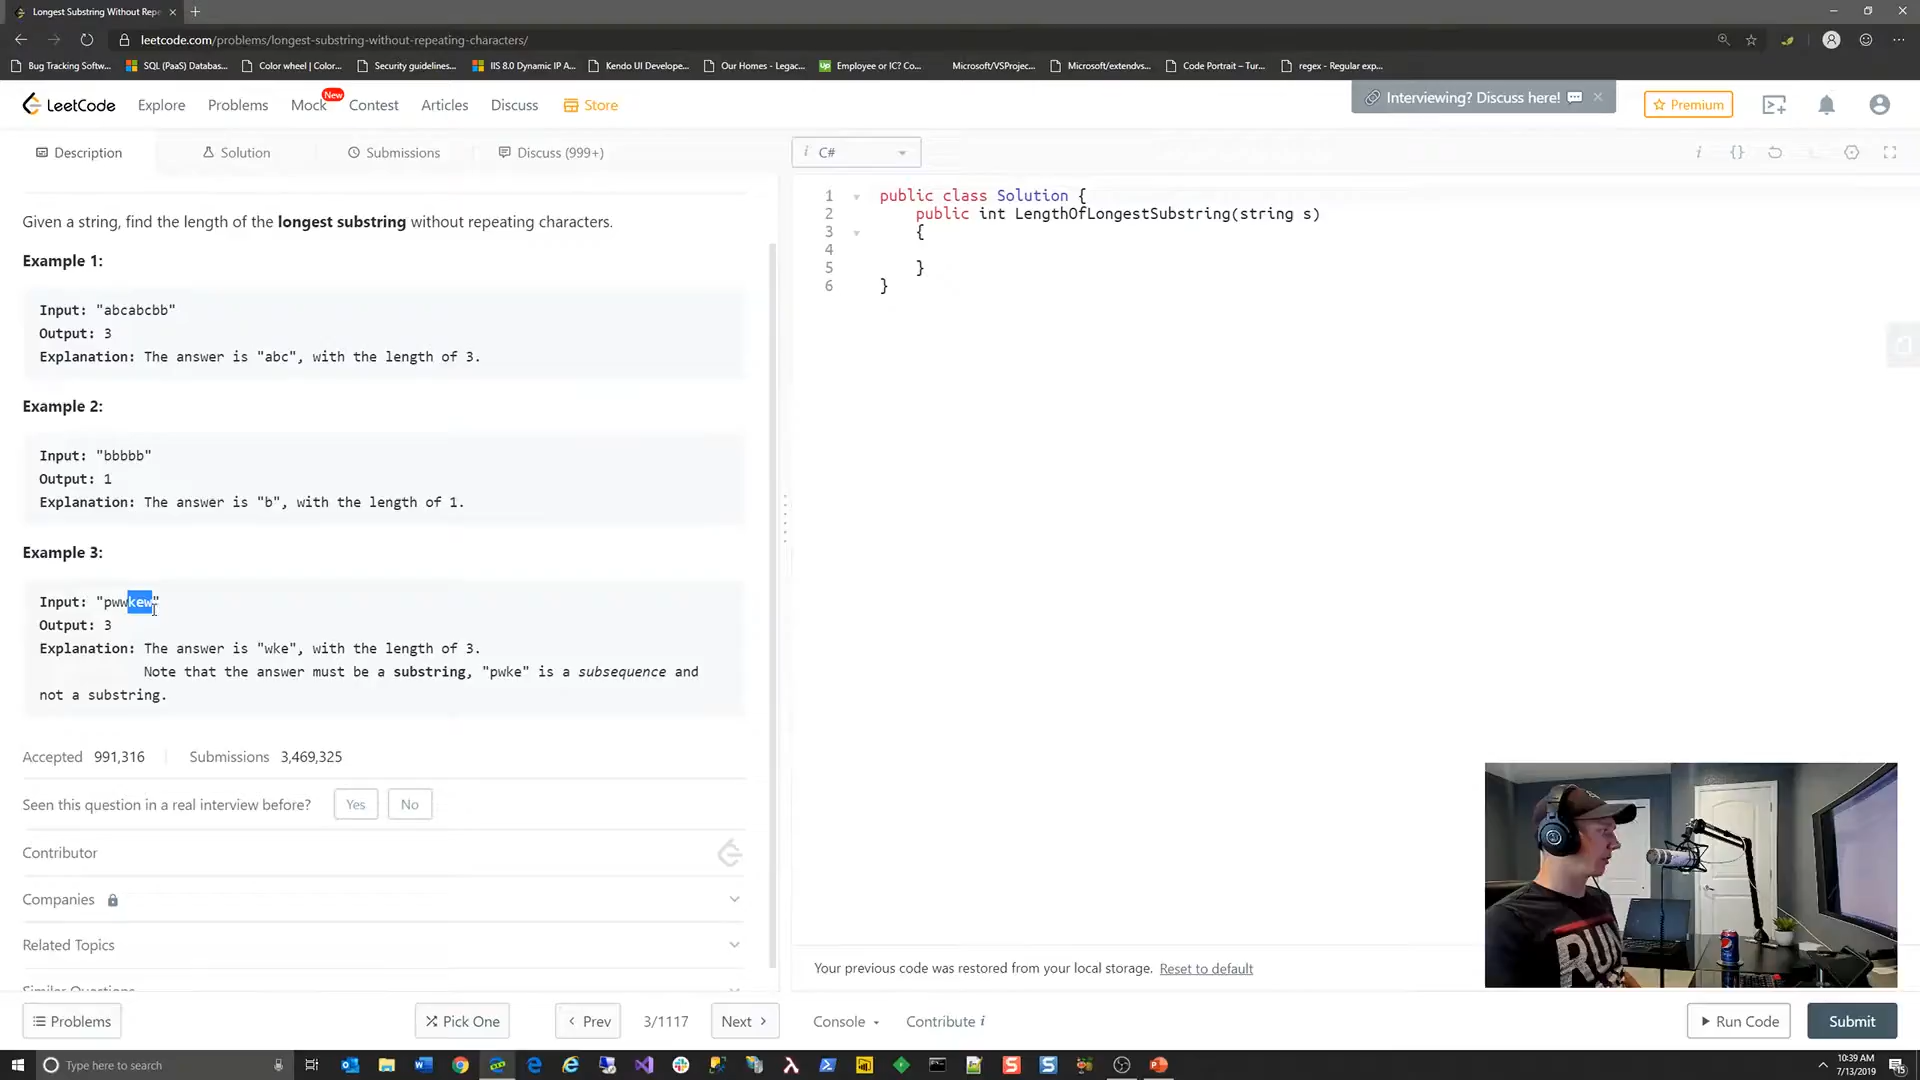 Longest Substring Without Repe
leetcode.com/problems/longest-substring-without-repeating-characters/
Bug Tracking Softw...
SQL (PaaS) Databas...
Color wheel | Color...
Security guidelines...
IIS 8.0 Dynamic IP A...
Kendo UI Develope...
Our Homes - Legac...
Employee or IC? Co...
Microsoft/VSProjec...
Microsoft/extendvs...
Code Portrait – Tur...
regex - Regular exp...
LeetCode
Explore
Problems
Mock
New
Contest
Articles
Discuss
Store
Interviewing? Discuss here!
Premium
Description
Solution
Submissions
Discuss (999+)
C#
Given a string, find the length of the longest substring without repeating characters.
Example 1:
Input: "abcabcbb"
Output: 3
Explanation: The answer is "abc", with the length of 3.
Example 2:
Input: "bbbbb"
Output: 1
Explanation: The answer is "b", with the length of 1.
Example 3:
Input: "pwwkew"
Output: 3
Explanation: The answer is "wke", with the length of 3.
Note that the answer must be a substring, "pwke" is a subsequence and
not a substring.
Accepted 991,316 Submissions 3,469,325
Seen this question in a real interview before? Yes No
Contributor
Companies
Related Topics
Similar Questions
1 public class Solution {
2 public int LengthOfLongestSubstring(string s)
3 {
4
5 }
6 }
RUN
Your previous code was restored from your local storage. Reset to default
Problems
Pick One
Prev
3/1117
Next
Console
Contribute i
Run Code
Submit
Type here to search
10:39 AM
7/13/2019